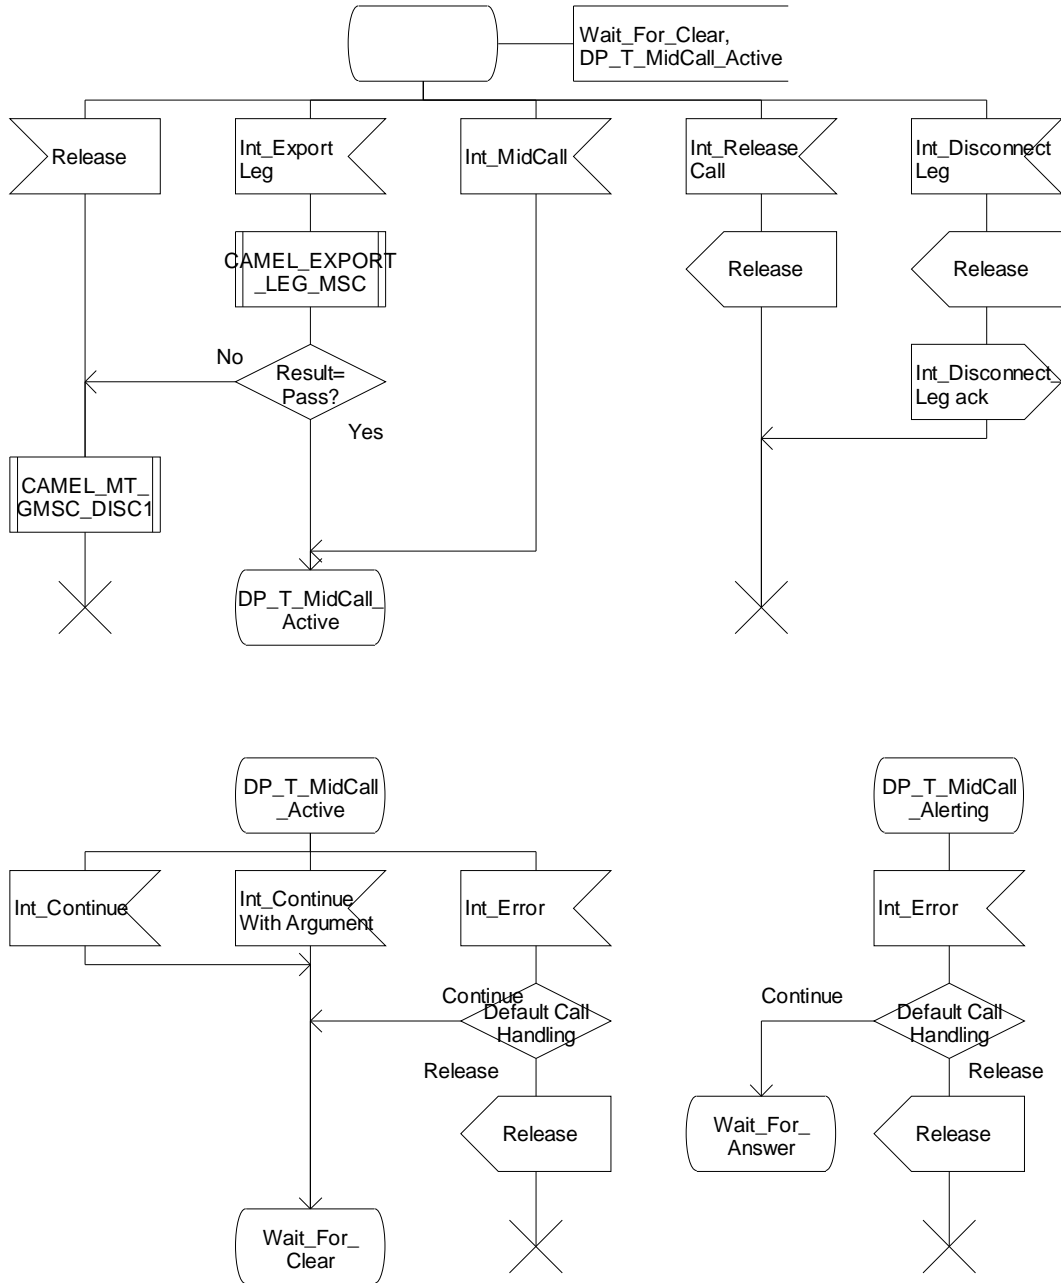 Wait_For_Clear,
DP_T_MidCall_Active
Release
Int_Export
Leg
Int_MidCall
Int_Release
Call
Int_Disconnect
Leg
CAMEL_EXPORT
_LEG_MSC
Release
Release
No
Result=
Pass?
Yes
Int_Disconnect_
Leg ack
CAMEL_MT_
GMSC_DISC1
DP_T_MidCall_
Active
DP_T_MidCall
_Active
DP_T_MidCall
_Alerting
Int_Continue
Int_Continue
With Argument
Int_Error
Int_Error
Continue
Default Call
Handling
Release
Continue
Default Call
Handling
Release
Release
Wait_For_
Answer
Release
Wait_For_
Clear